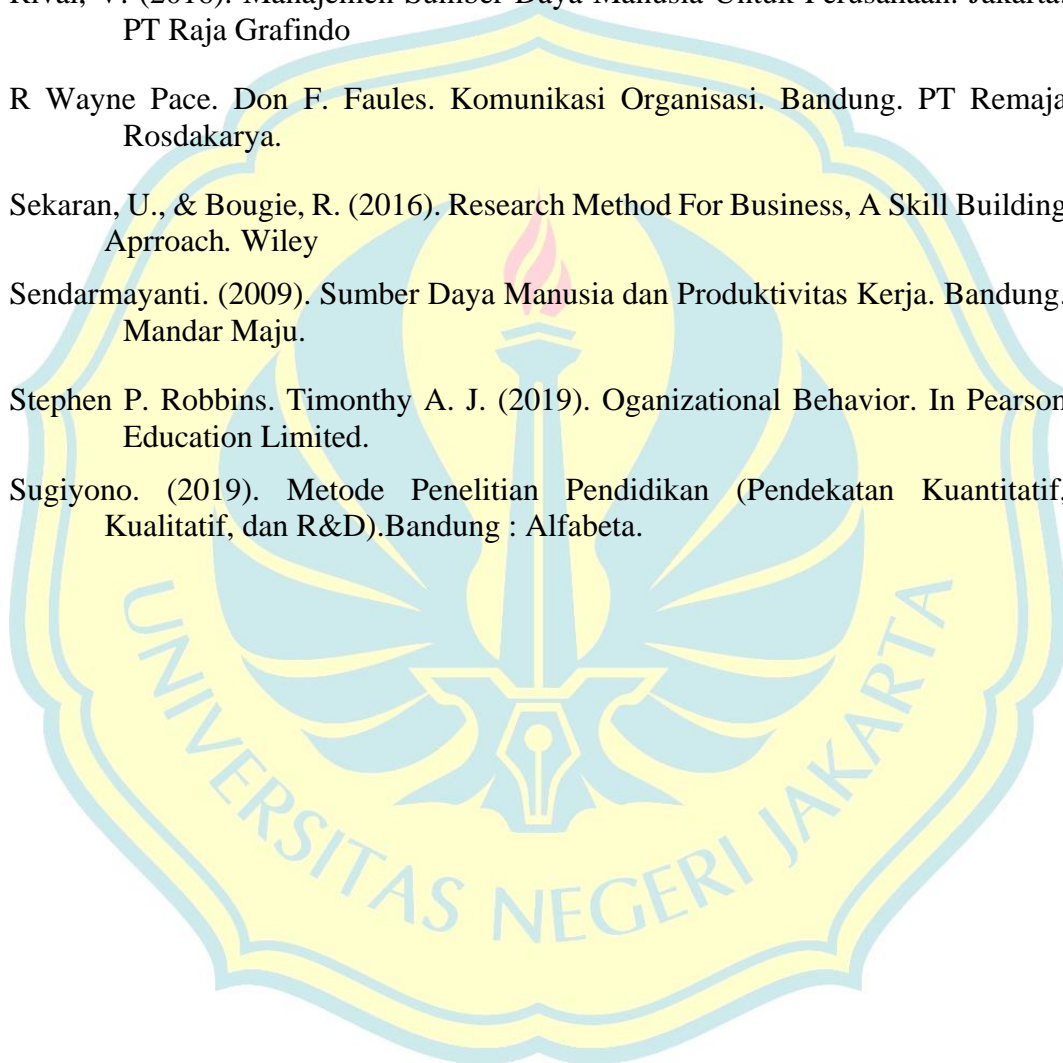 PT Raja Grafindo
R Wayne Pace. Don F. Faules. Komunikasi Organisasi. Bandung. PT Remaja
Rosdakarya.
Sekaran, U., & Bougie, R. (2016). Research Method For Business, A Skill Building
Aprroach. Wiley
Sendarmayanti. (2009). Sumber Daya Manusia dan Produktivitas Kerja. Bandung.
Mandar Maju.
Stephen P. Robbins. Timonthy A. J. (2019). Oganizational Behavior. In Pearson
Education Limited.
Sugiyono. (2019). Metode Penelitian Pendidikan (Pendekatan Kuantitatif,
Kualitatif, dan R&D).Bandung : Alfabeta.
UNIVERSITAS NEGERI JAKARTA